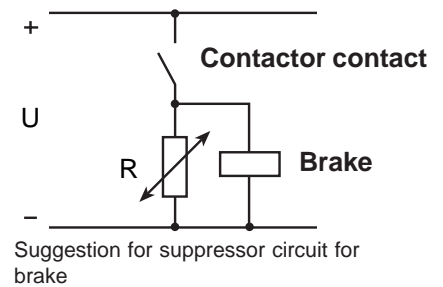 +
Contactor contact
U
R
Brake
–
Suggestion for suppressor circuit for
brake